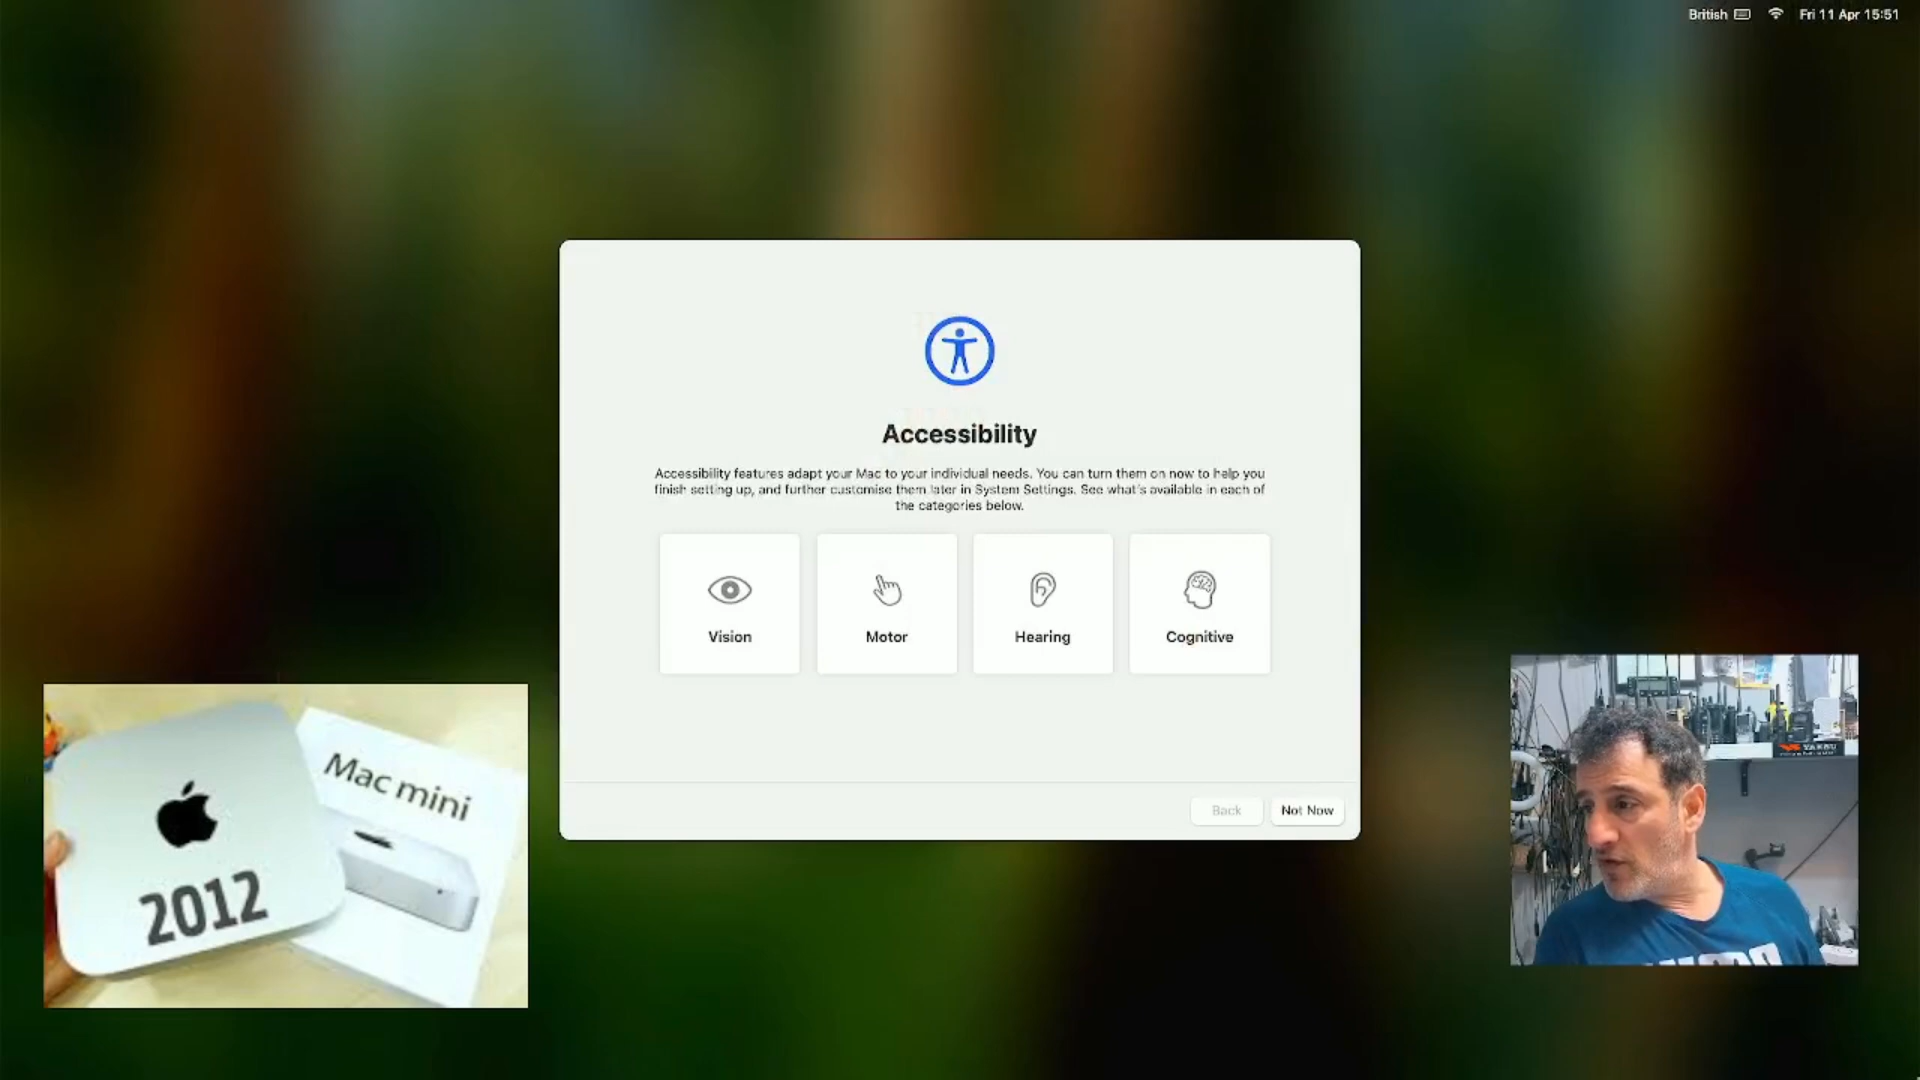 British
Fri 11 Apr 15:51
Accessibility
Accessibility features adapt your Mac to your individual needs. You can turn them on now to help you
finish setting up, and further customise them later in System Settings. See what's available in each of
the categories below.
Vision
Motor
Hearing
Cognitive
Back
Not Now
Mac mini
2012
YAESU